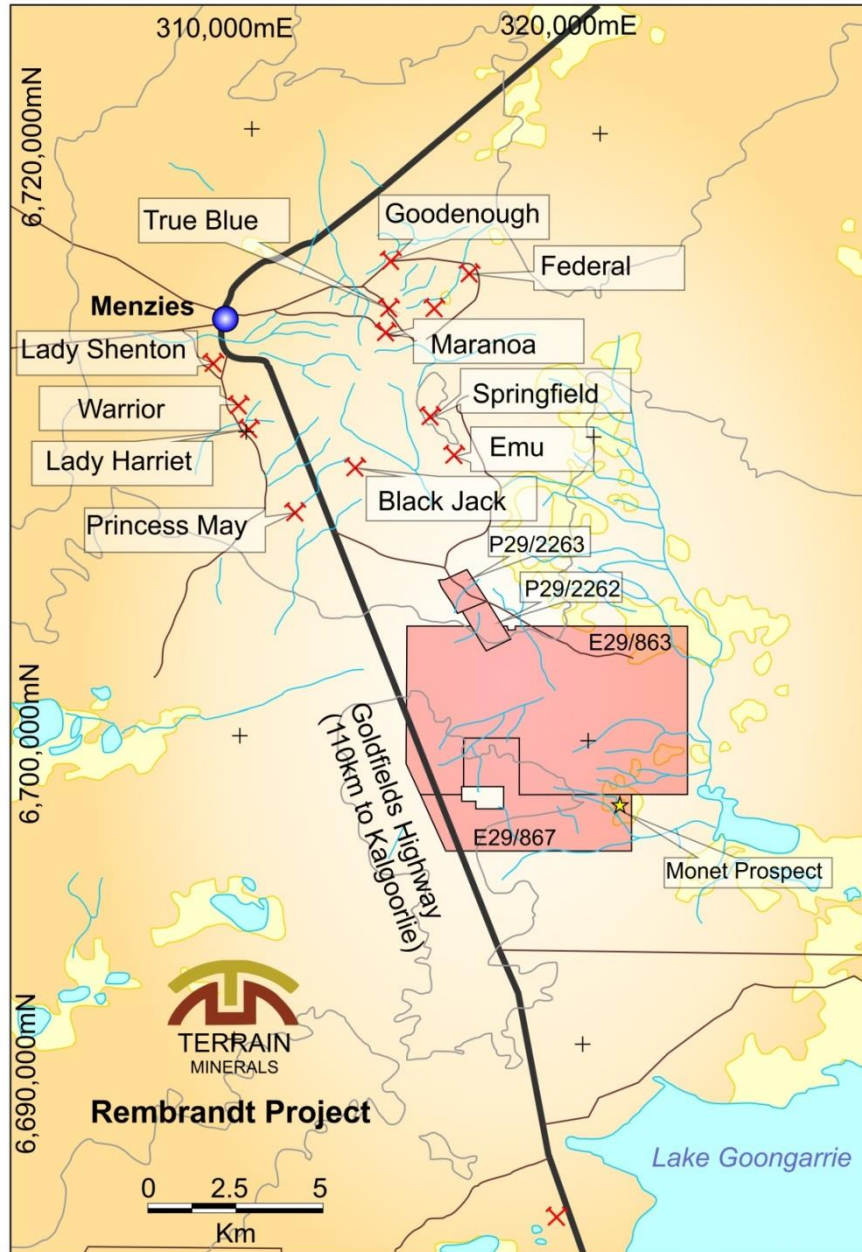 310,000mE
320,000mE
6,720,000mN
True Blue
Goodenough
Federal
Menzies
Lady Shenton
Maranoa
Warrior
Springfield
Lady Harriet
Emu
Black Jack
Princess May
P29/2263
P29/2262
E29/863
6,700,000mN
Goldfields Highway
(110km to Kalgoorlie)
E29/867
Monet Prospect
TERRAIN
MINERALS
6,690,000mN
Rembrandt Project
Lake Goongarrie
0 2.5 5
Km